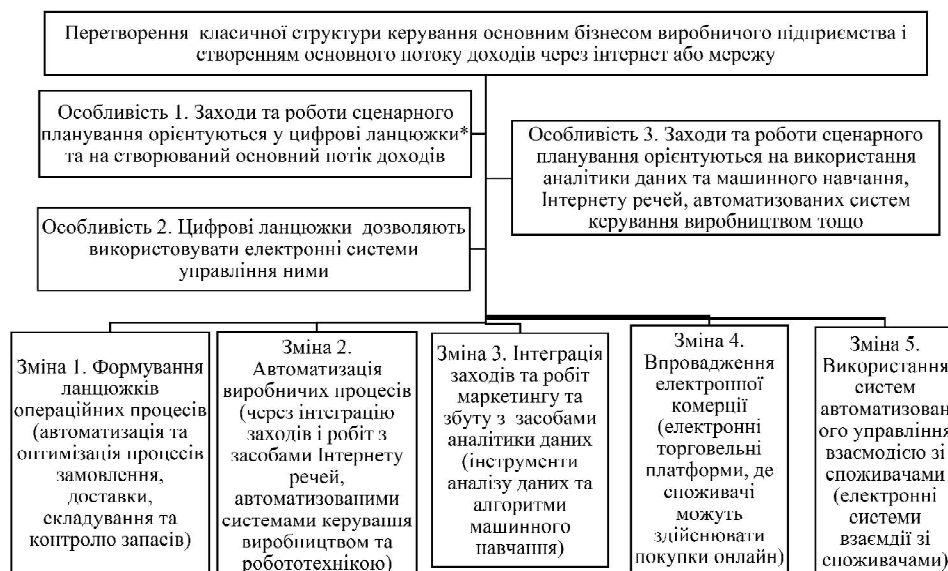 Перетворення класичної структури керування основним бізнесом виробничого підприємства і
створенням основного потоку доходів через інтернет або мережу
Особливість 1. Заходи та роботи сценарного
планування орієнтуються у цифрові ланцюжки*
та на створюваний основний потік доходів
Особливість 3. Заходи та роботи сценарного
планування орієнтуються на використання
аналітики даних та машинного навчання,
Інтернету речей, автоматизованих систем
керування виробництвом тощо
Особливість 2. Цифрові ланцюжки дозволяють
використовувати електронні системи
управління ними
Зміна 1. Формування
ланцюжків
операційних процесів
(автоматизація та
оптимізація процесів
замовлення,
доставки,
складування та
контролю запасів)
Зміна 2.
Автоматизація
виробничих процесів
(через інтеграцію
заходів і робіт з
засобами Інтернету
речей,
автоматизованими
системами керування
виробництвом та
робототехнікою)
Зміна 3. Інтеграція
заходів та робіт
маркетингу та
збуту з засобами
аналітики даних
(інструменти
аналізу даних та
алгоритми
машинного
навчання)
Зміна 4.
Впровадження
електронної
комерції
(електронні
торговельні
платформи, де
споживачі
можуть
здійснювати
покупки онлайн)
Зміна 5.
Використання
систем
автоматизован
ого управління
взаємодією зі
споживачами
(електронні
системи
взаємдії зі
споживачами)